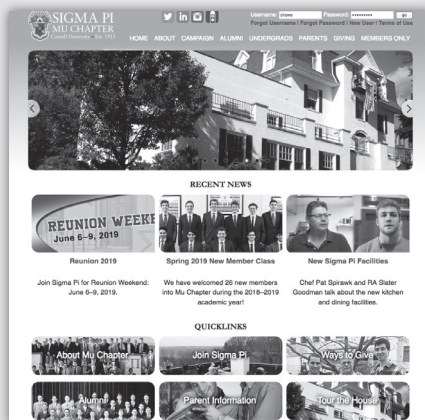 SIGMA PI
MU CHAPTER
Cornell University Est. 1913
Username: Password: go
Forgot Username | Forgot Password | New User | Terms of Use
HOME ABOUT CAMPAIGN ALUMNI UNDERGRADS PARENTS GIVING MEMBERS ONLY
RECENT NEWS
REUNION WEEKE
June 6–9, 2019
Reunion 2019 Spring 2019 New Member Class New Sigma Pi Facilities
Join Sigma Pi for Reunion Weekend:
June 6–9, 2019.
We have welcomed 26 new members
into Mu Chapter during the 2018–2019
academic year!
Chef Pat Spirawk and RA Slater
Goodman talk about the new kitchen
and dining facilities.
QUICKLINKS
About Mu Chapter Join Sigma Pi Ways to Give
Alumni Parent Information Tour the House